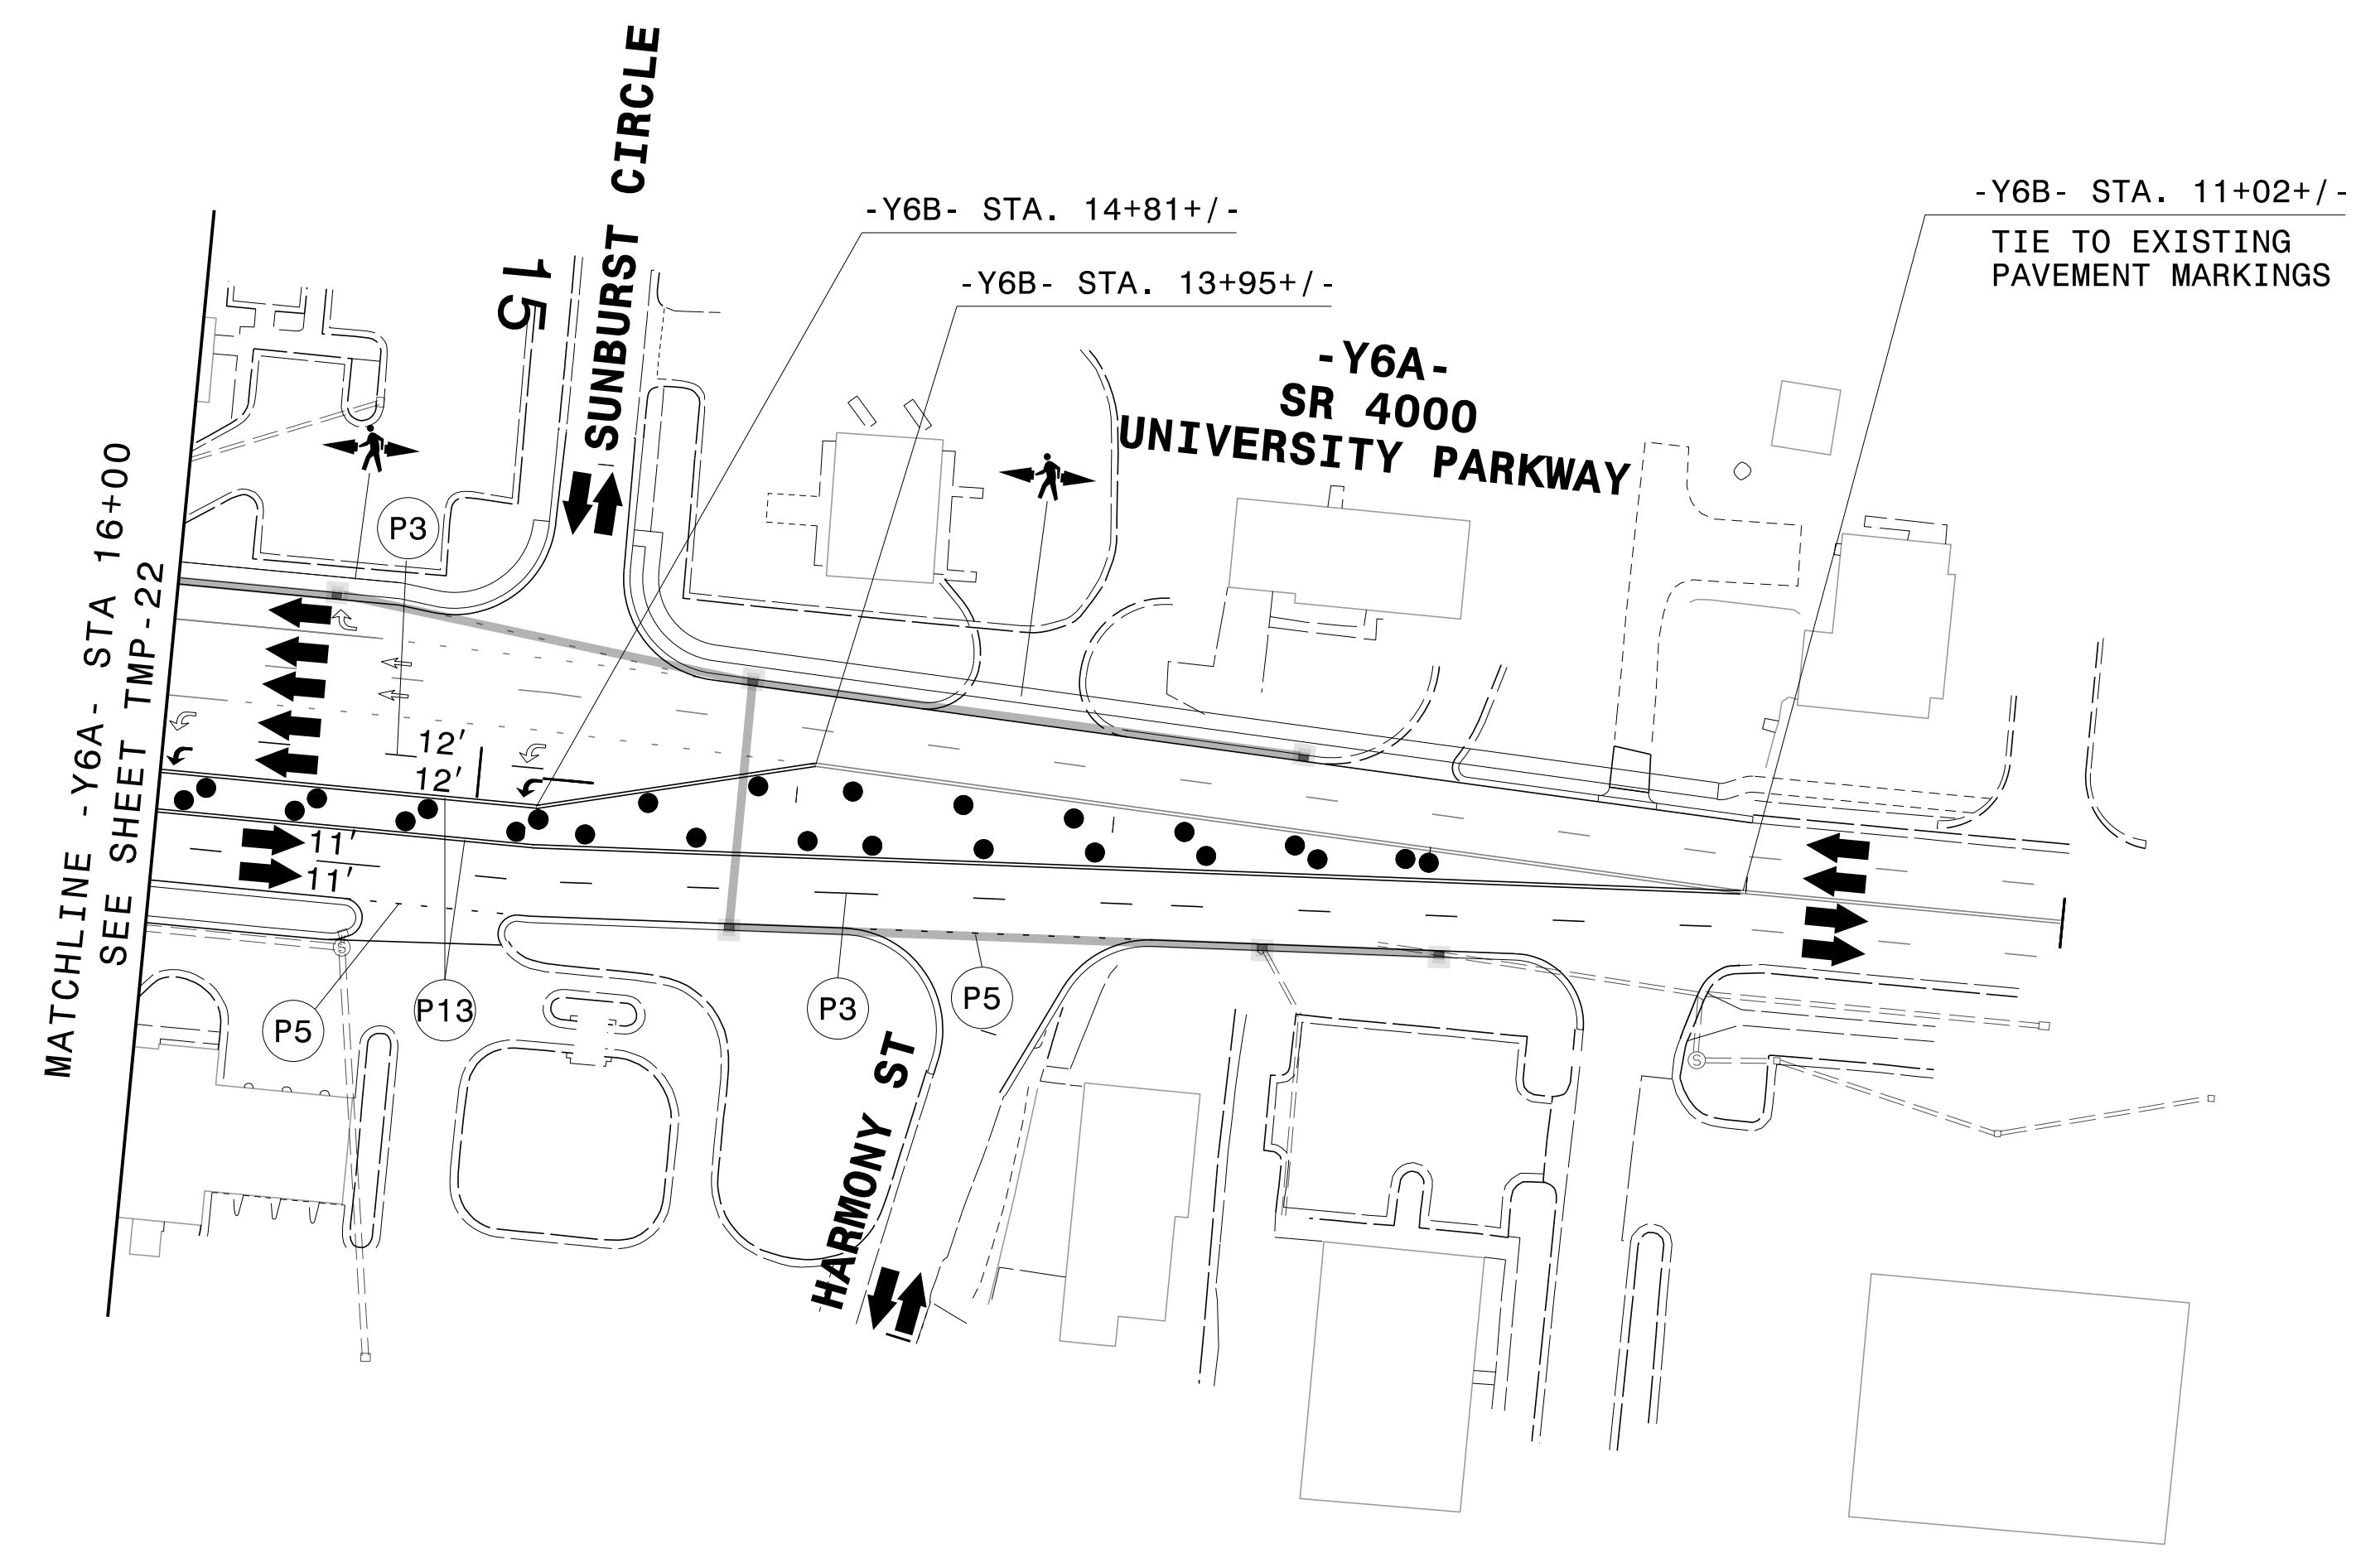 SUNBURST CIRCLE
-Y6B- STA. 14+81+/-
-Y6B- STA. 13+95+/-
-Y6B- STA. 11+02+/-
TIE TO EXISTING
PAVEMENT MARKINGS
15
-Y6A-
SR 4000
UNIVERSITY PARKWAY
MATCHLINE -Y6A- STA 16+00
SEE SHEET TMP-22
P3
12'
12'
11'
11'
P5
P13
P3
P5
S
S
HARMONY ST